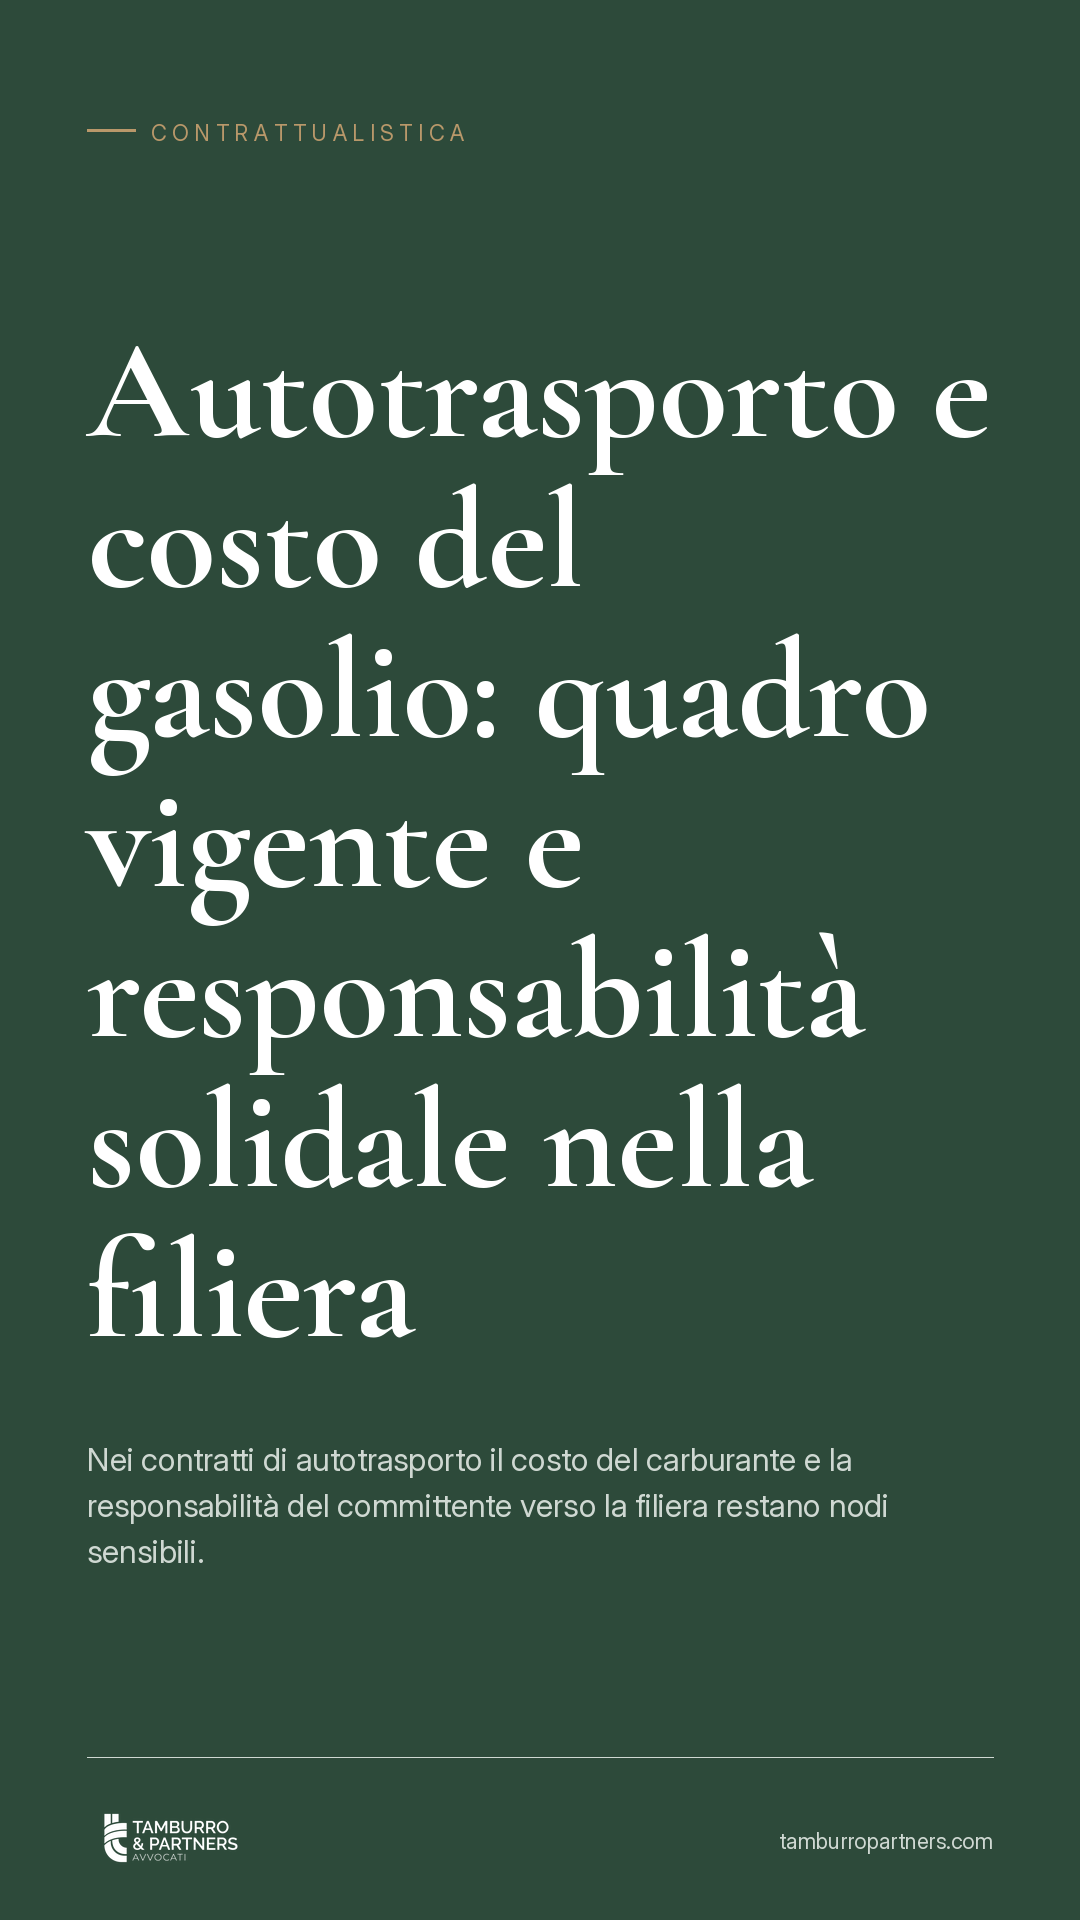 CONTRATTUALISTICA
Autotrasporto e
costo del
gasolio: quadro
vigente e
responsabilità
solidale nella
filiera
Nei contratti di autotrasporto il costo del carburante e la
responsabilità del committente verso la filiera restano nodi
sensibili.
TAMBURRO
& PARTNERS
AVVOCATI
tamburropartners.com